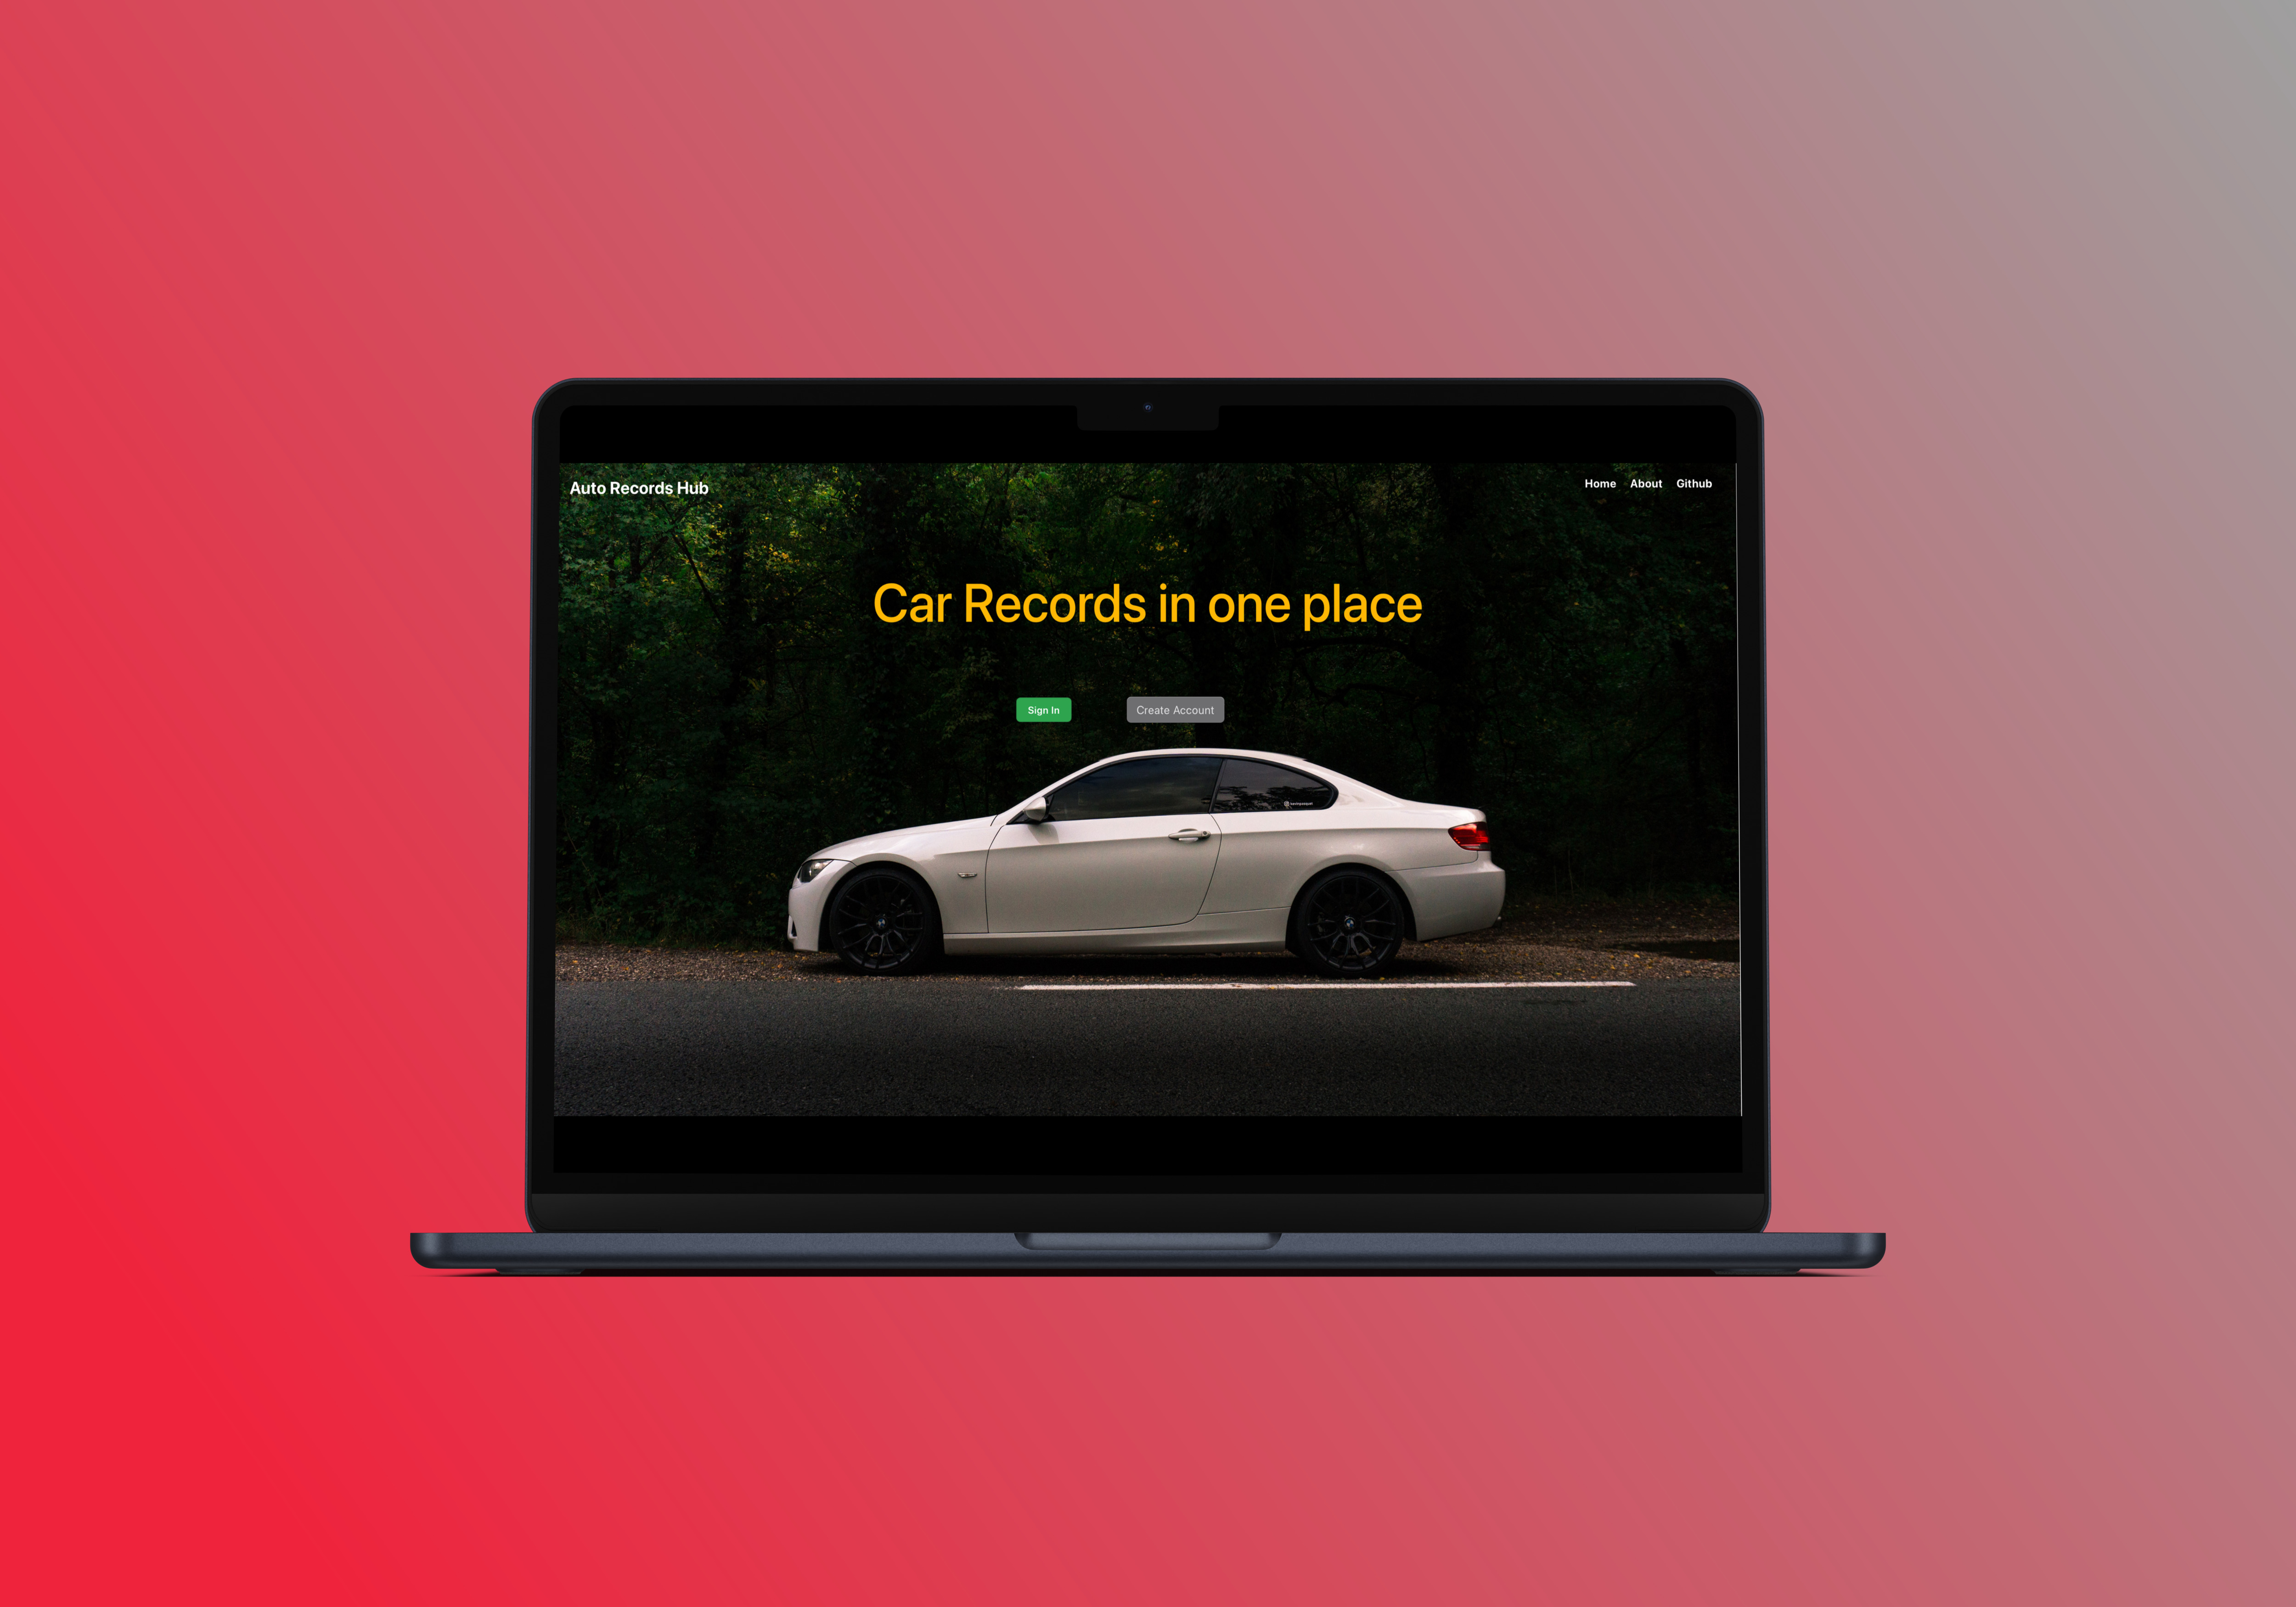 Auto Records Hub
Home About Github
Car Records in one place
Sign In Create Account